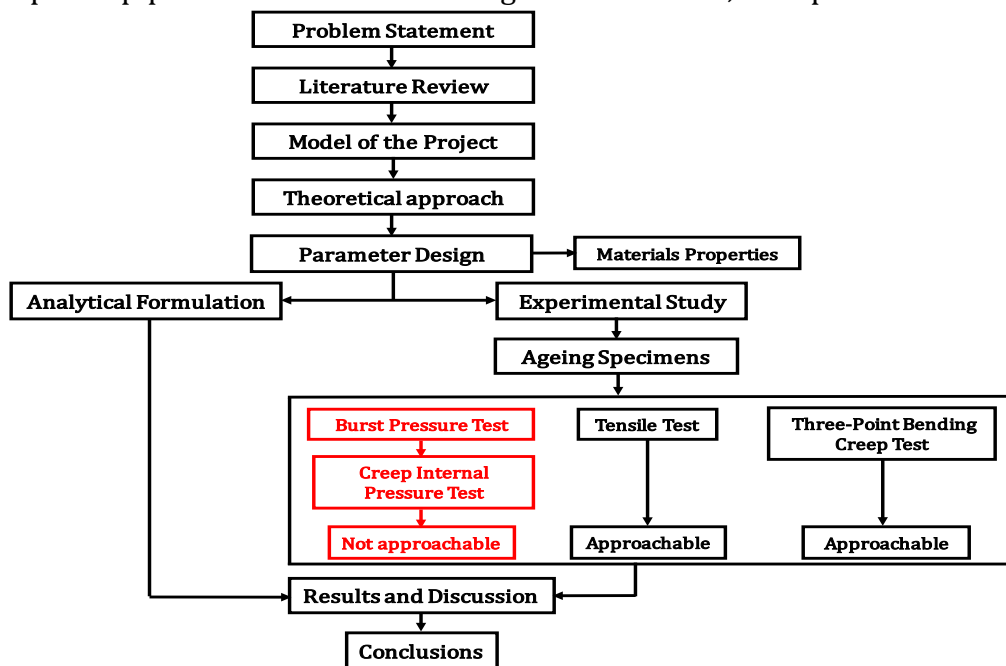 Problem Statement
Literature Review
Model of the Project
Theoretical approach
Parameter Design
Materials Properties
Analytical Formulation
Experimental Study
Ageing Specimens
Burst Pressure Test
Creep Internal
Pressure Test
Not approachable
Tensile Test
Approachable
Three-Point Bending
Creep Test
Approachable
Results and Discussion
Conclusions